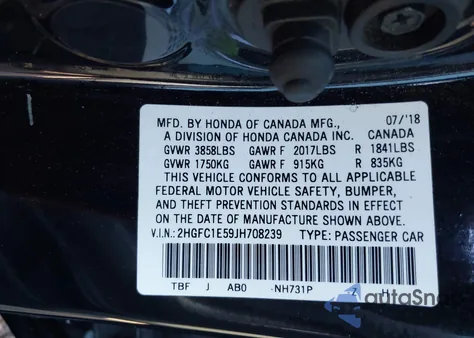 MFD. BY HONDA OF CANADA MFG., 07/'18
A DIVISION OF HONDA CANADA INC. CANADA
GVWR 3858LBS GAWR F 2017LBS R 1841LBS
GVWR 1750KG GAWR F 915KG R 835KG
THIS VEHICLE CONFORMS TO ALL APPLICABLE
FEDERAL MOTOR VEHICLE SAFETY, BUMPER,
AND THEFT PREVENTION STANDARDS IN EFFECT
ON THE DATE OF MANUFACTURE SHOWN ABOVE.
V.I.N.: 2HGFC1E59JH708239 TYPE: PASSENGER CAR
TBF J AB0 NH731P Z H